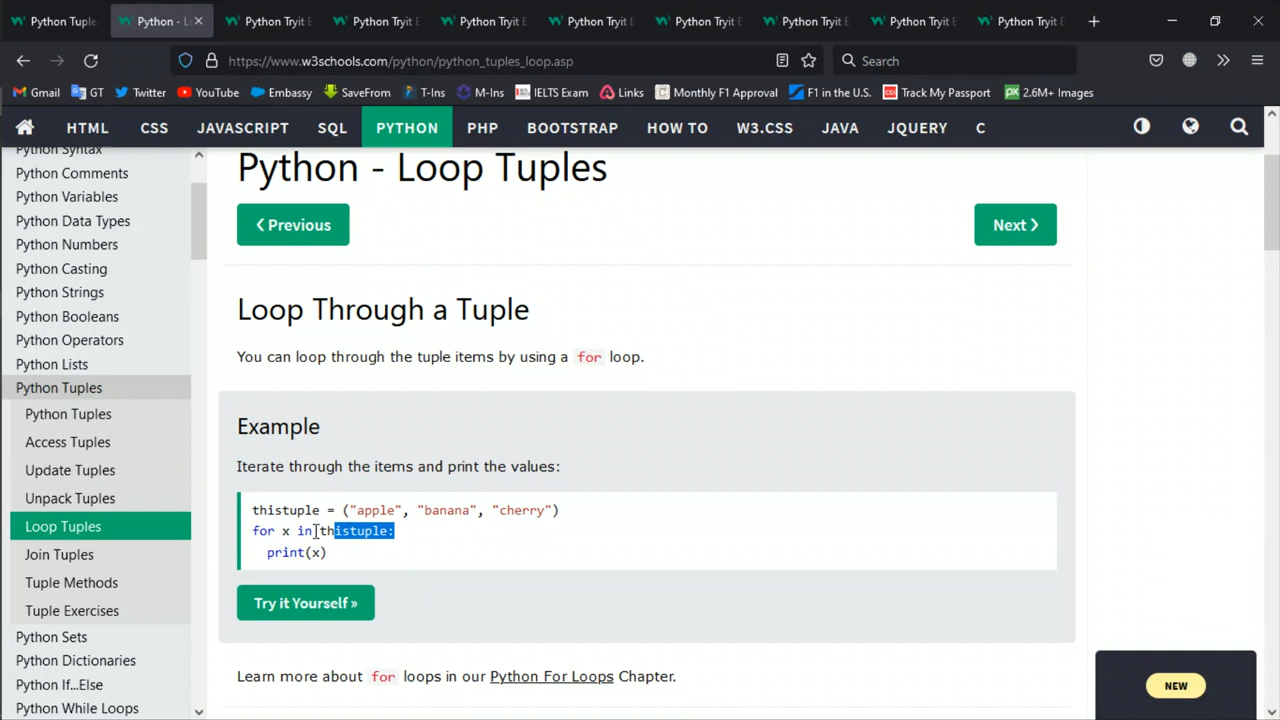 Python Tuples
Python - L
Python Tryit E
Python Tryit E
Python Tryit E
Python Tryit E
Python Tryit E
Python Tryit E
Python Tryit E
Python Tryit E
https://www.w3schools.com/python/python_tuples_loop.asp
Search
Gmail
GT
Twitter
YouTube
Embassy
SaveFrom
T-Ins
M-Ins
IELTS Exam
Links
Monthly F1 Approval
F1 in the U.S.
Track My Passport
2.6M+ Images
HTML
CSS
JAVASCRIPT
SQL
PYTHON
PHP
BOOTSTRAP
HOW TO
W3.CSS
JAVA
JQUERY
C
Python Syntax
Python Comments
Python Variables
Python Data Types
Python Numbers
Python Casting
Python Strings
Python Booleans
Python Operators
Python Lists
Python Tuples
Python Tuples
Access Tuples
Update Tuples
Unpack Tuples
Loop Tuples
Join Tuples
Tuple Methods
Tuple Exercises
Python Sets
Python Dictionaries
Python If...Else
Python While Loops
Python - Loop Tuples
❮ Previous
Next ❯
Loop Through a Tuple
You can loop through the tuple items by using a for loop.
Example
Iterate through the items and print the values:
thistuple = ("apple", "banana", "cherry")
for x in thistuple:
  print(x)
Try it Yourself »
Learn more about for loops in our Python For Loops Chapter.
NEW